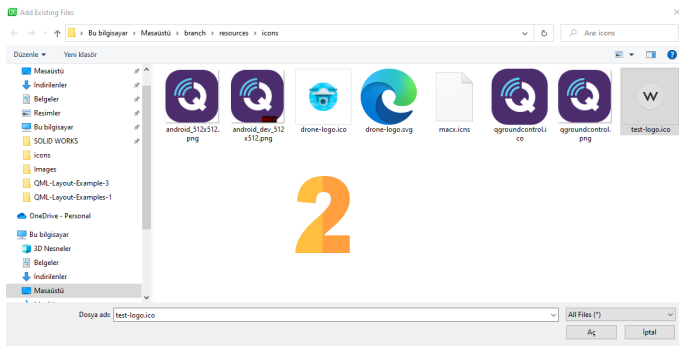 Add Existing Files
Bu bilgisayar > Masaüstü > branch > resources > icons
Ara: icons
Düzenle
Yeni klasör
Masaüstü
İndirilenler
Belgeler
Resimler
Bu bilgisayar
SOLID WORKS
icons
Images
QML-Layout-Example-3
QML-Layout-Examples-1
OneDrive - Personal
Bu bilgisayar
3D Nesneler
Belgeler
İndirilenler
Masaüstü
android_512x512.
png
android_dev_512
x512.png
drone-logo.ico
drone-logo.svg
macx.icns
qgroundcontrol.i
co
qgroundcontrol.
png
W
test-logo.ico
2
Dosya adı:
test-logo.ico
All Files (*)
Aç
İptal